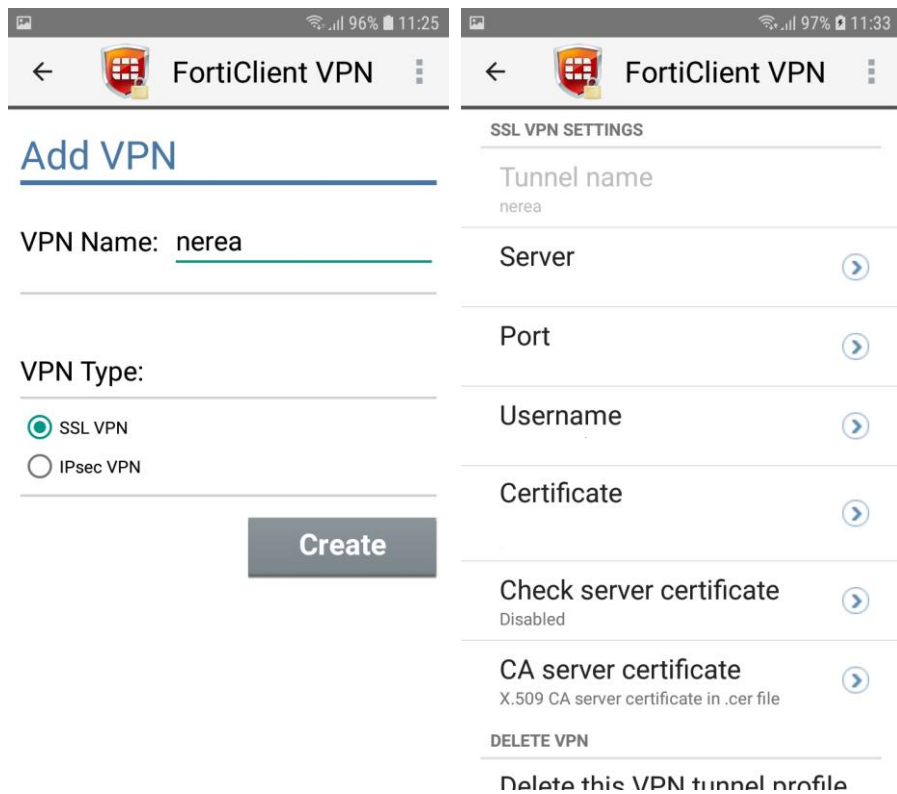 96% 11:25
FortiClient VPN
Add VPN
VPN Name: nerea
VPN Type:
SSL VPN
IPsec VPN
Create
97% 11:33
FortiClient VPN
SSL VPN SETTINGS
Tunnel name
nerea
Server
Port
Username
Certificate
Check server certificate
Disabled
CA server certificate
X.509 CA server certificate in .cer file
DELETE VPN
Delete this VPN tunnel profile